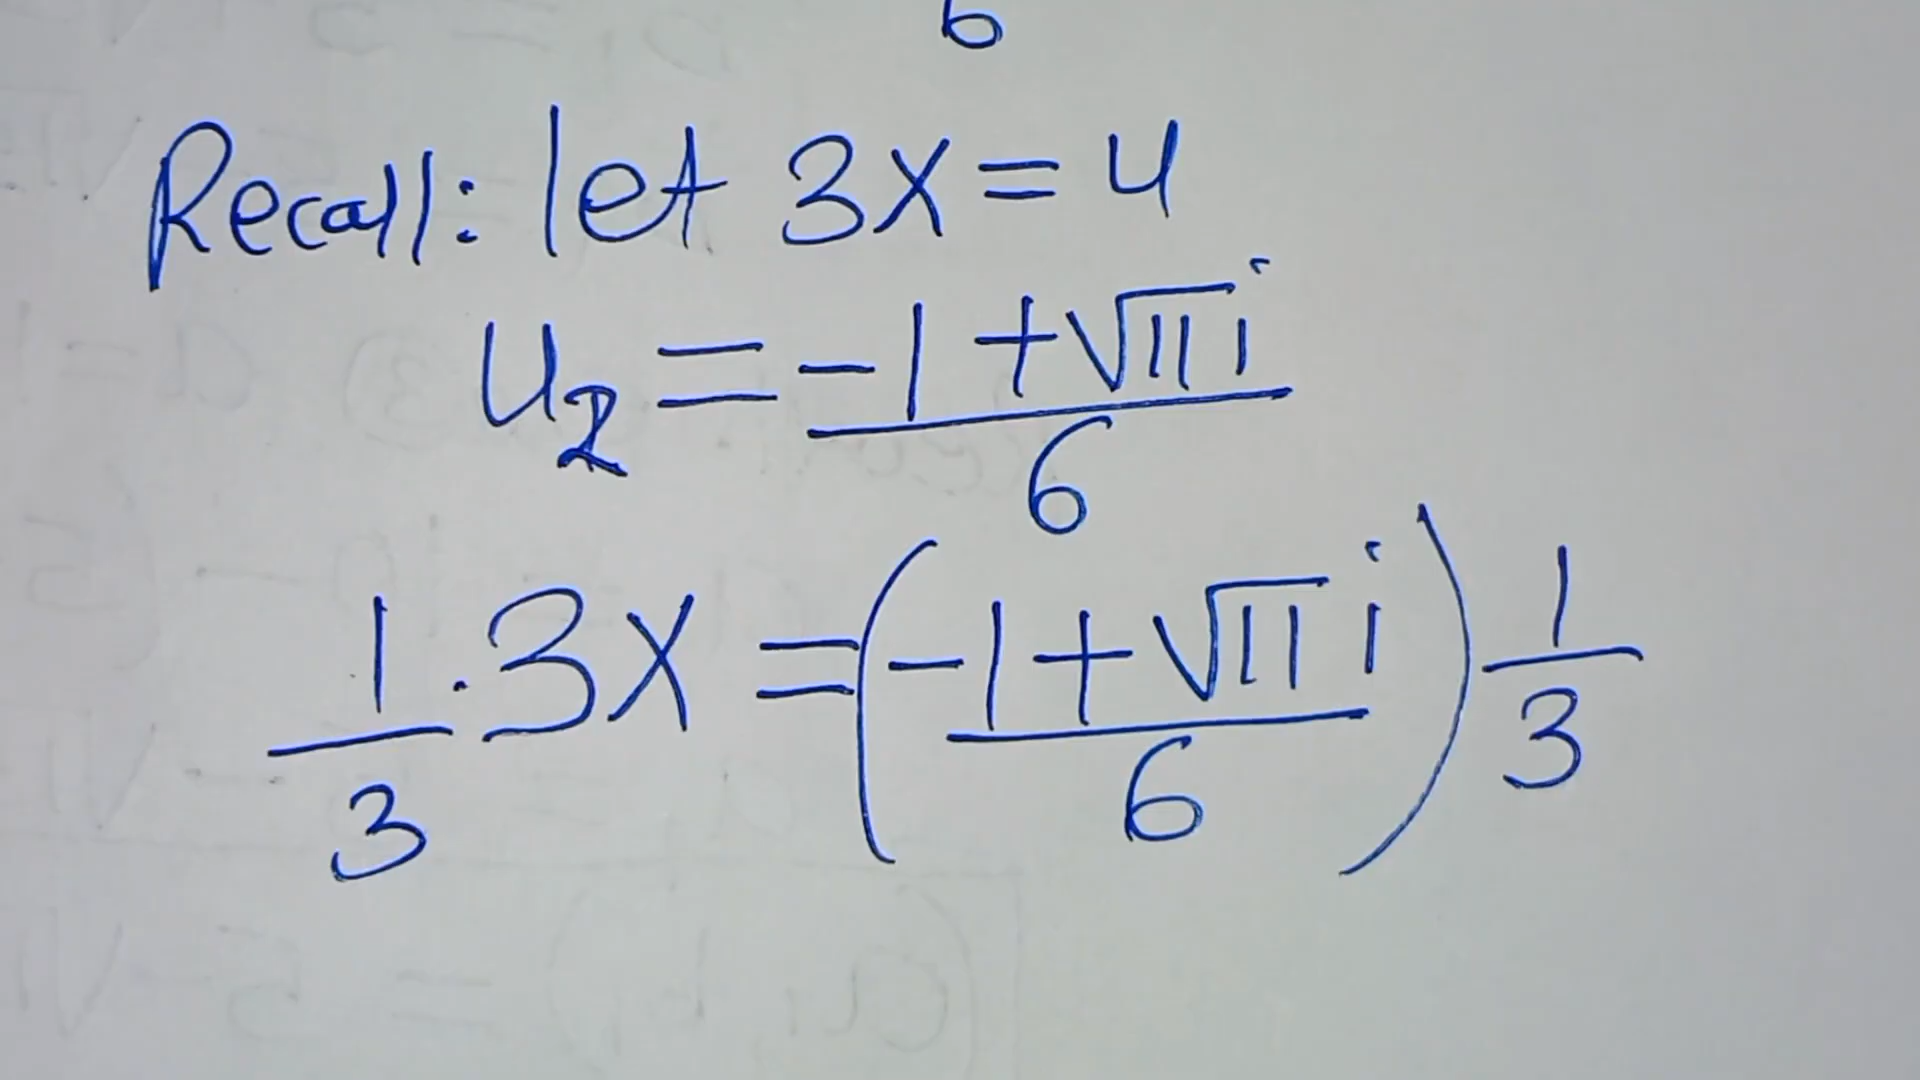 6
Recall: let 3x = u
u₂ = (-1 + √11 i)/6
1/3 · 3x = ((-1 + √11 i)/6) 1/3